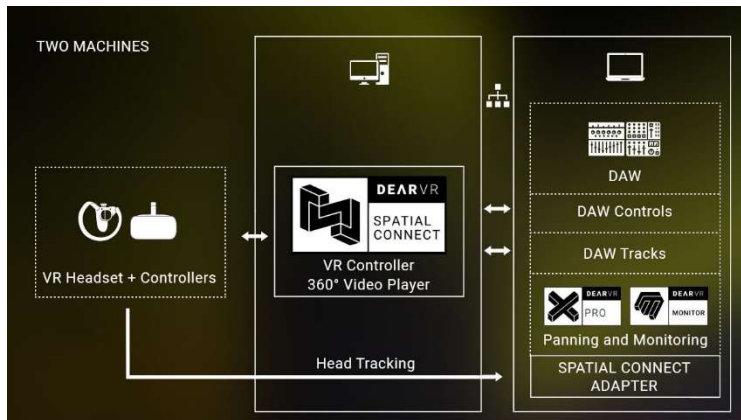 TWO MACHINES
VR Headset + Controllers
DEARVR
SPATIAL
CONNECT
VR Controller
360° Video Player
Head Tracking
DAW
DAW Controls
DAW Tracks
DEARVR
PRO
DEARVR
MONITOR
Panning and Monitoring
SPATIAL CONNECT
ADAPTER